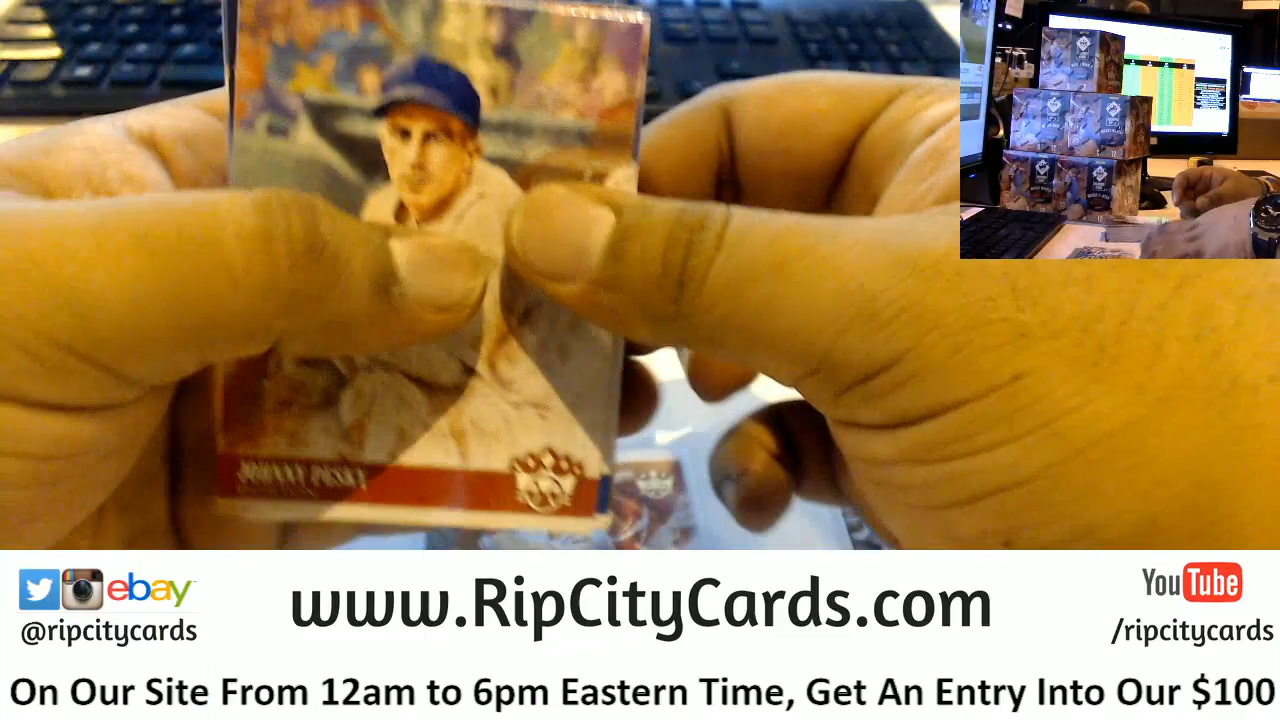 JOHNNY PESKY
ebay
@ripcitycards
www.RipCityCards.com
YouTube
/ripcitycards
On Our Site From 12am to 6pm Eastern Time, Get An Entry Into Our $100